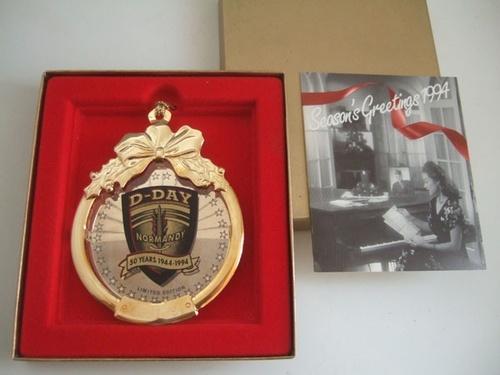 D-DAY
NORMANDY
50 YEARS 1944-1994
LIMITED EDITION
Season's Greetings 1994